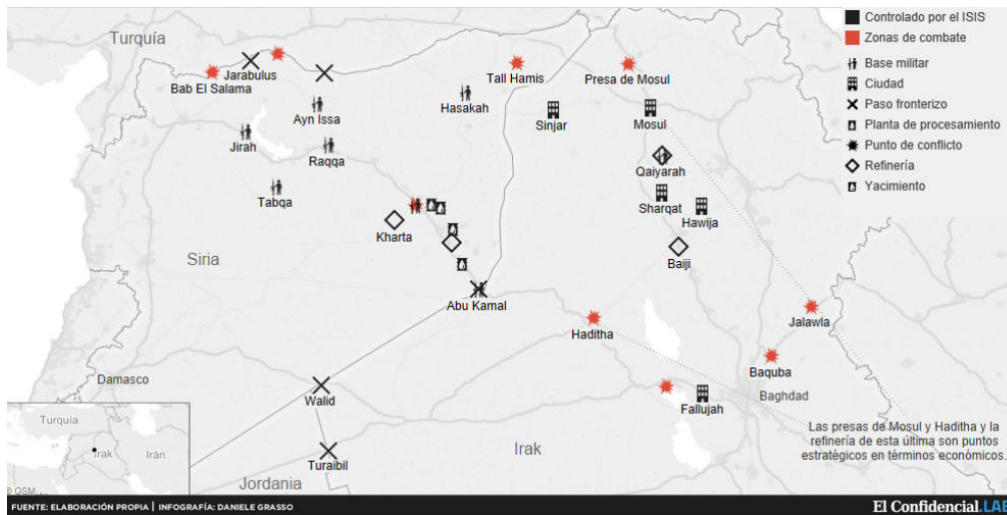 Controlado por el ISIS
Zonas de combate
Base militar
Ciudad
Paso fronterizo
Planta de procesamiento
Punto de conflicto
Refinería
Yacimiento
Turquía
Jarabulus
Bab El Salama
Tall Hamis
Presa de Mosul
Hasakah
Ayn Issa
Sinjar
Mosul
Jirah
Raqqa
Qaiyarah
Tabqa
Sharqat
Hawija
Kharta
Siria
Baiji
Abu Kamal
Haditha
Jalawla
Baquba
Damasco
Walid
Baghdad
Fallujah
Las presas de Mosul y Haditha y la
refinería de esta última son puntos
estratégicos en términos económicos.
Irak
Turaibil
Jordania
Turquía
Irak
Irán
OSM
FUENTE: ELABORACIÓN PROPIA | INFOGRAFÍA: DANIELE GRASSO
El Confidencial.LAB